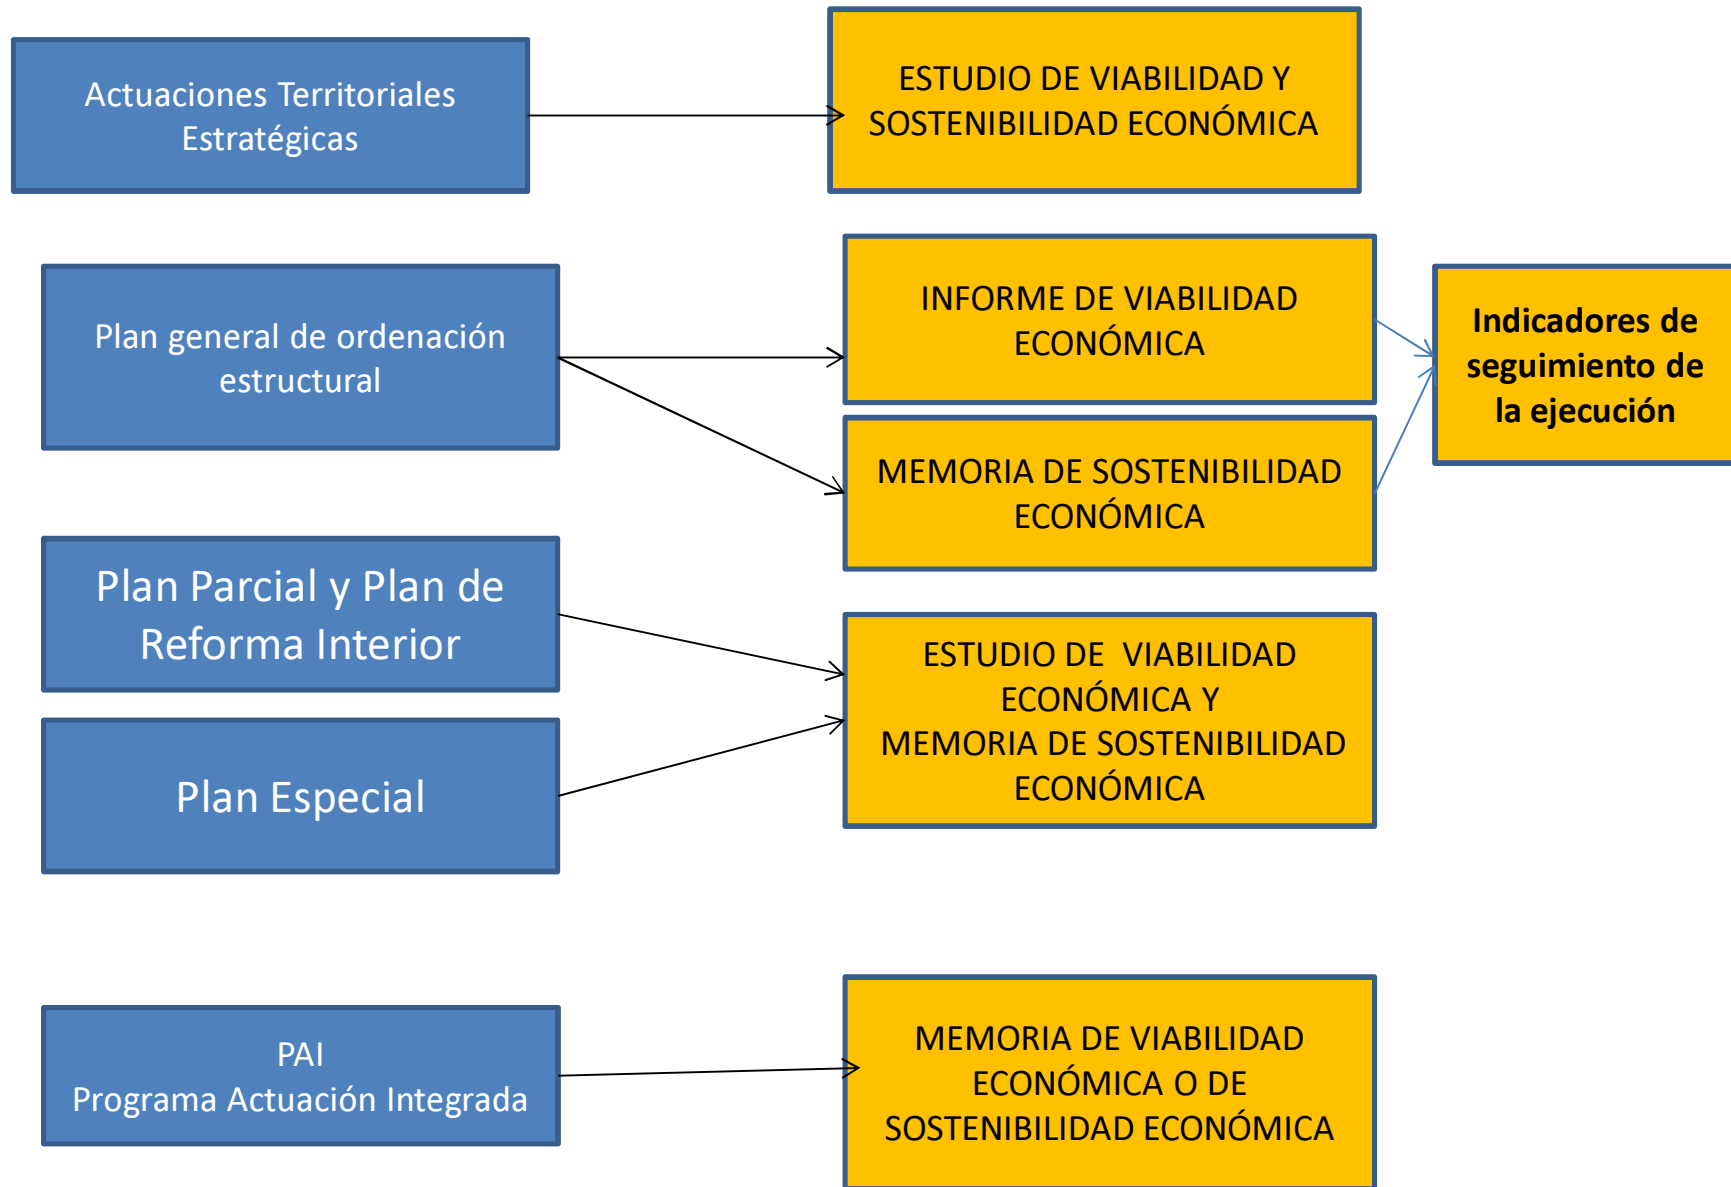 Actuaciones Territoriales
Estratégicas
ESTUDIO DE VIABILIDAD Y
SOSTENIBILIDAD ECONÓMICA
Plan general de ordenación
estructural
INFORME DE VIABILIDAD
ECONÓMICA
MEMORIA DE SOSTENIBILIDAD
ECONÓMICA
Indicadores de
seguimiento de
la ejecución
Plan Parcial y Plan de
Reforma Interior
Plan Especial
ESTUDIO DE VIABILIDAD
ECONÓMICA Y
MEMORIA DE SOSTENIBILIDAD
ECONÓMICA
PAI
Programa Actuación Integrada
MEMORIA DE VIABILIDAD
ECONÓMICA O DE
SOSTENIBILIDAD ECONÓMICA